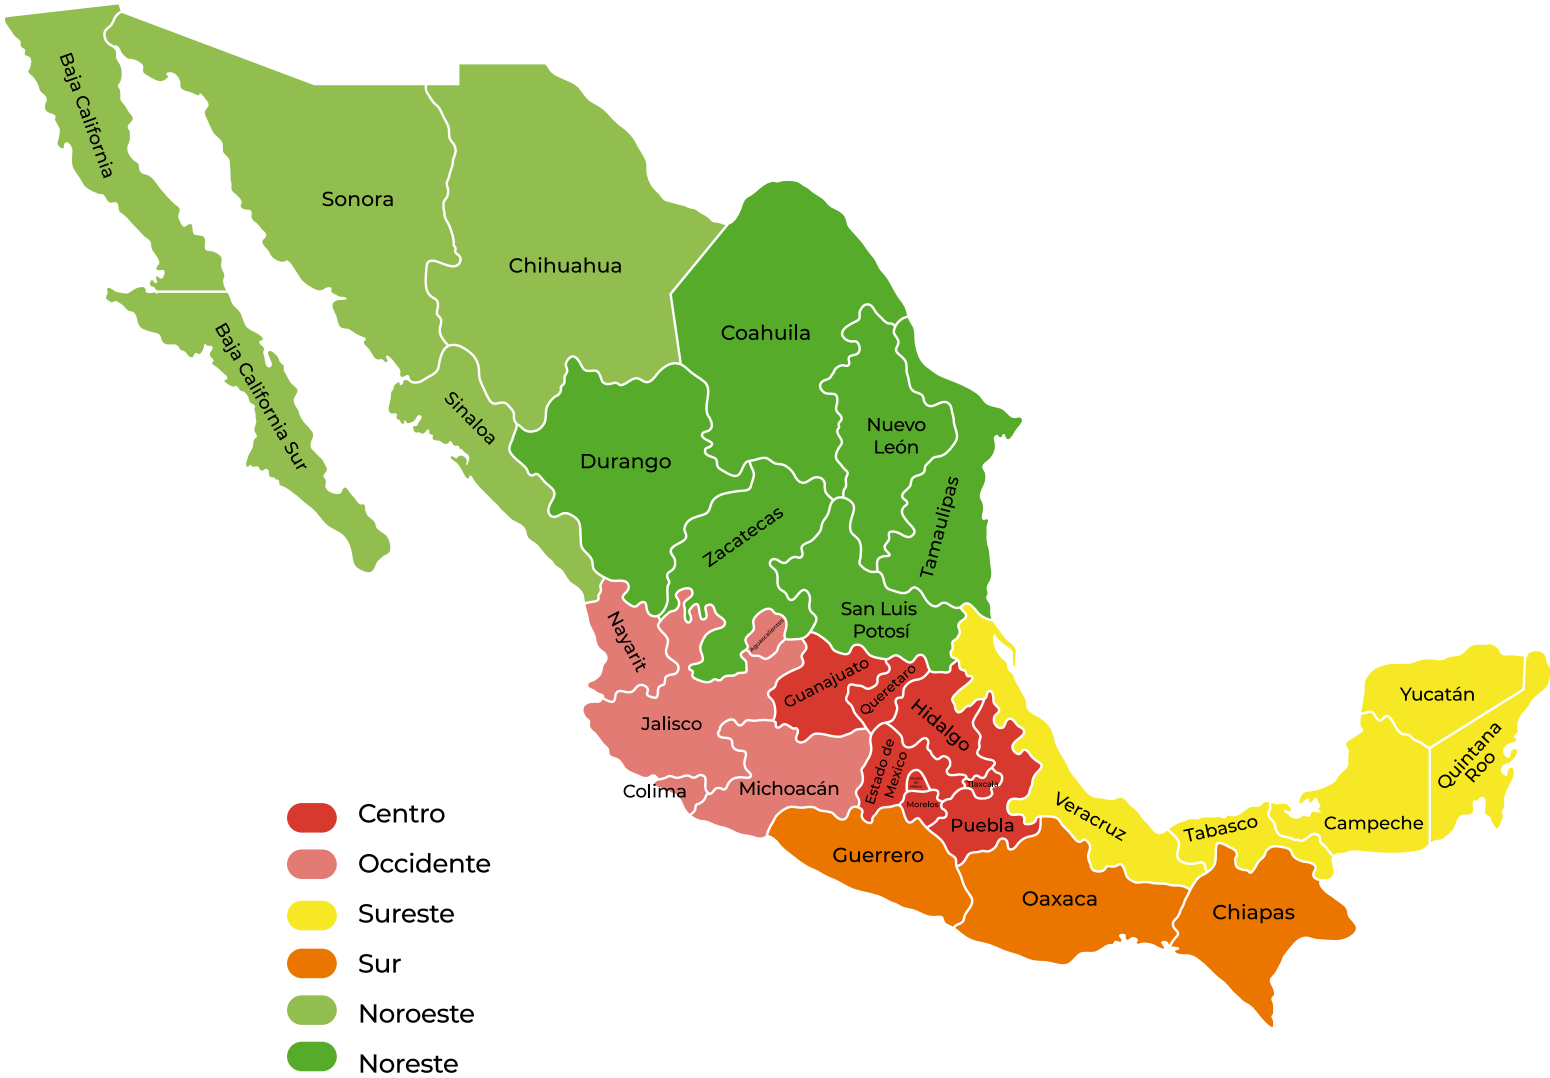 Baja California
Sonora
Chihuahua
Coahuila
Baja California Sur
Sinaloa
Nuevo
León
Durango
Tamaulipas
Zacatecas
San Luis
Potosí
Nayarit
Aguascalientes
Guanajuato
Queretaro
Hidalgo
Jalisco
Yucatán
Quintana
Roo
Estado de
Mexico
Tlaxcala
Michoacán
Colima
Morelos
Puebla
Veracruz
Tabasco
Campeche
Guerrero
Oaxaca
Chiapas
Centro
Occidente
Sureste
Sur
Noroeste
Noreste